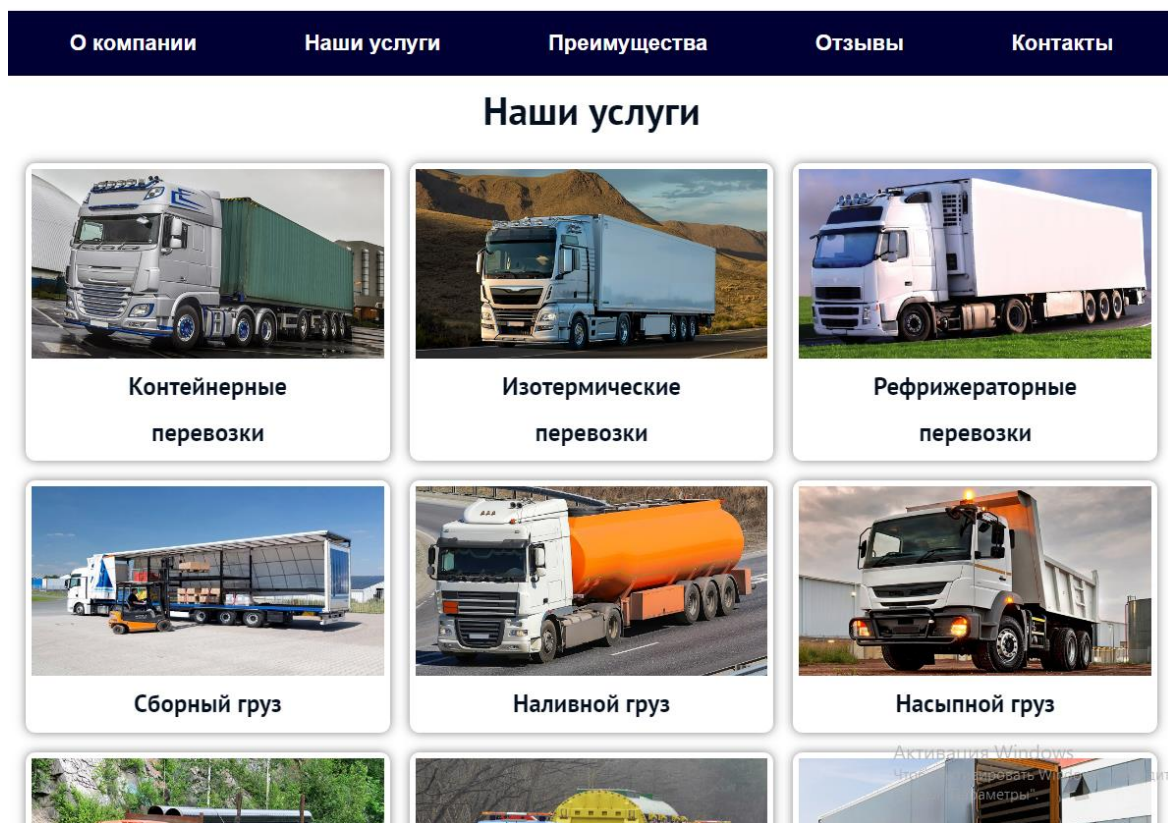 О компании Наши услуги Преимущества Отзывы Контакты
Наши услуги
Контейнерные
перевозки
Изотермические
перевозки
Рефрижераторные
перевозки
Сборный груз
Наливной груз
Насыпной груз
Активация Windows